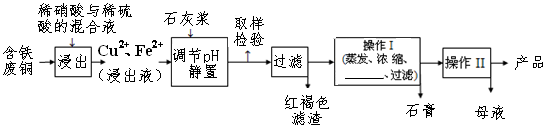 稀硝酸与稀硫
酸的混合液
含铁
废铜
浸出
Cu²⁺ Fe²⁺
(浸出液)
石灰浆
调节pH
静置
取样
检验
过滤
红褐色
滤渣
操作Ⅰ
(蒸发、浓 缩、
______、过滤)
石膏
操作Ⅱ
母液
产品